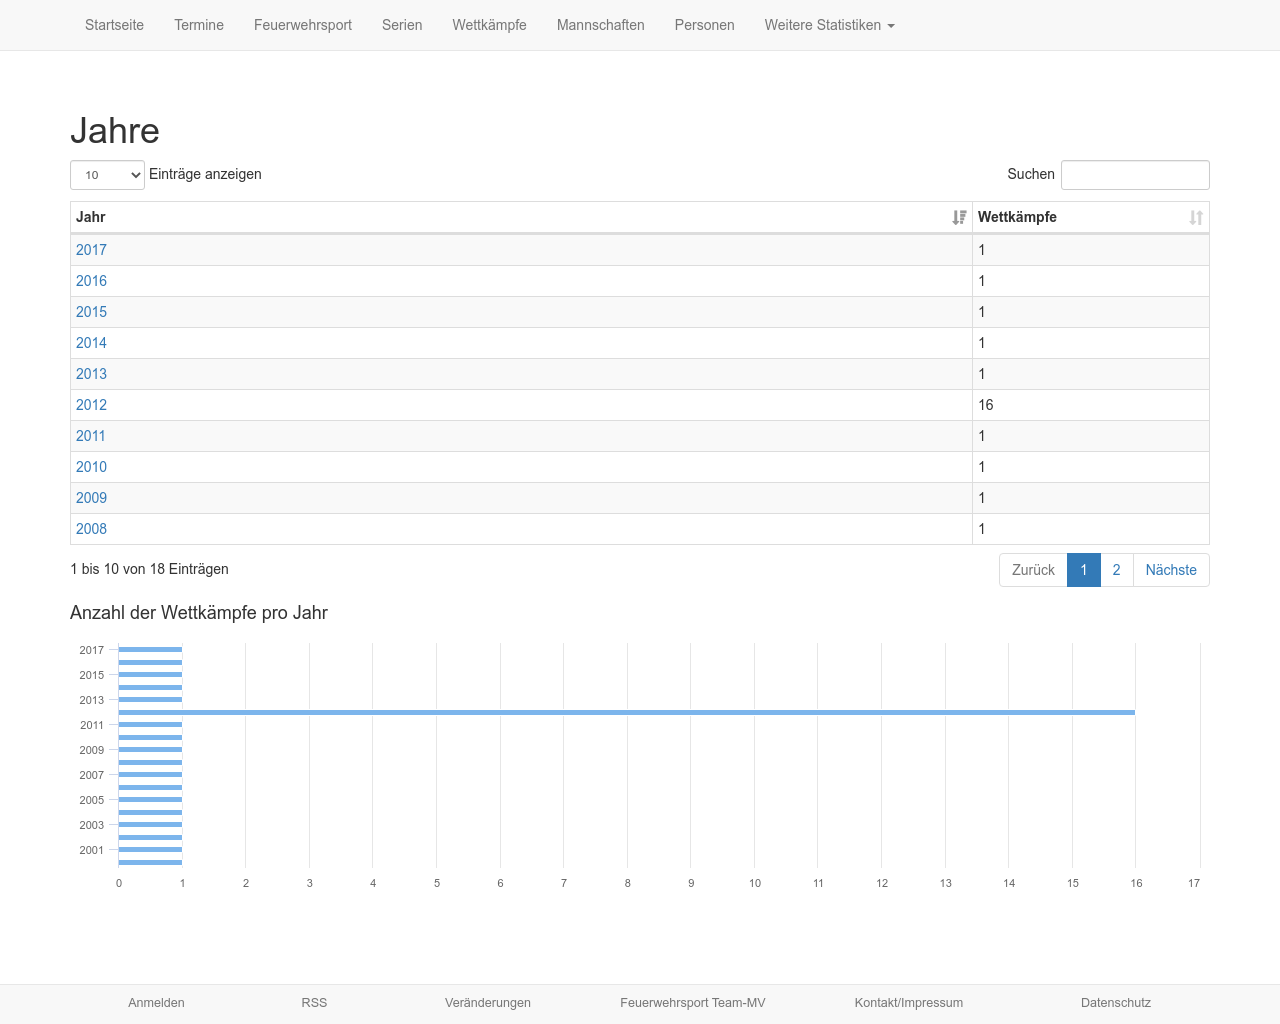 Startseite Termine Feuerwehrsport Serien Wettkämpfe Mannschaften Personen Weitere Statistiken
Jahre
10 Einträge anzeigen Suchen
Jahr Wettkämpfe
2017 1
2016 1
2015 1
2014 1
2013 1
2012 16
2011 1
2010 1
2009 1
2008 1
1 bis 10 von 18 Einträgen Zurück 1 2 Nächste
Anzahl der Wettkämpfe pro Jahr
2017
2015
2013
2011
2009
2007
2005
2003
2001
0 1 2 3 4 5 6 7 8 9 10 11 12 13 14 15 16 17
Anmelden RSS Veränderungen Feuerwehrsport Team-MV Kontakt/Impressum Datenschutz